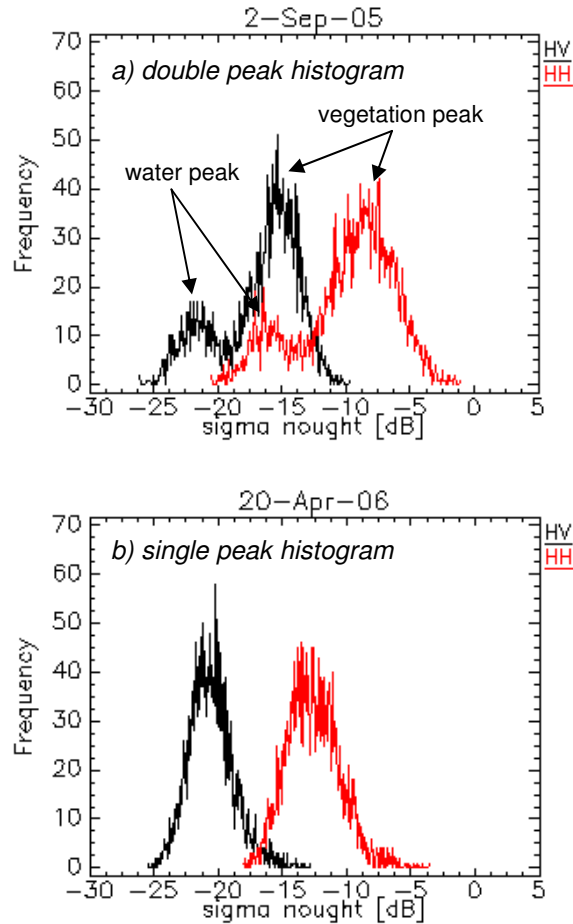 2-Sep-05
70
60
50
40
30
20
10
0
Frequency
a) double peak histogram
vegetation peak
water peak
HV
HH
-30 -25 -20 -15 -10 -5 0 5
sigma nought [dB]
20-Apr-06
70
60
50
40
30
20
10
0
Frequency
b) single peak histogram
HV
HH
-30 -25 -20 -15 -10 -5 0 5
sigma nought [dB]